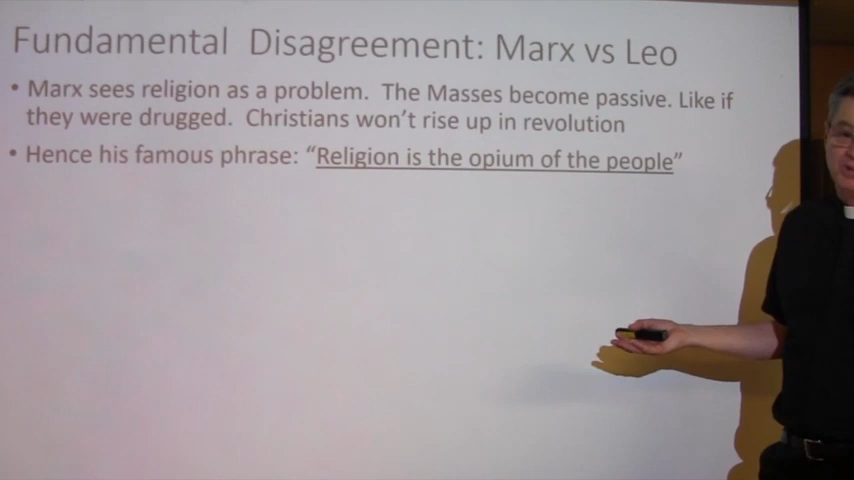 Fundamental Disagreement: Marx vs Leo
• Marx sees religion as a problem. The Masses become passive. Like if
they were drugged. Christians won't rise up in revolution
• Hence his famous phrase: "Religion is the opium of the people"